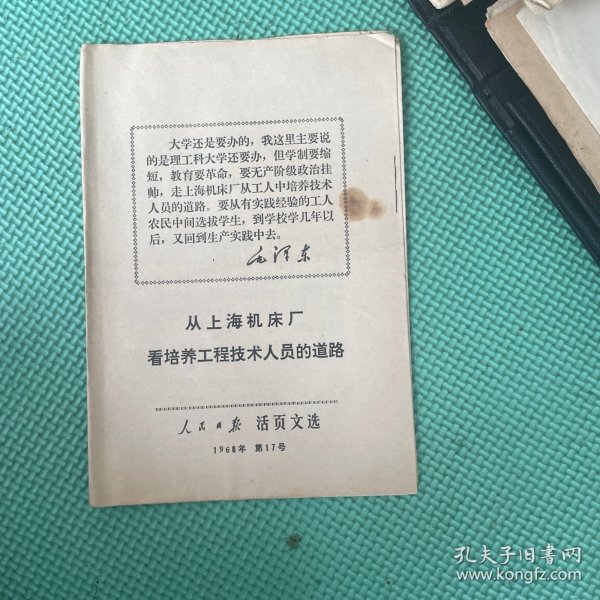 大学还是要办的，我这里主要说
的是理工科大学还要办，但学制要缩
短，教育要革命，要无产阶级政治挂
帅，走上海机床厂从工人中培养技术
人员的道路。要从有实践经验的工人
农民中间选拔学生，到学校学几年以
后，又回到生产实践中去。
毛泽东
从上海机床厂
看培养工程技术人员的道路
人民日报 活页文选
1968年 第17号
孔夫子旧书网
www.kongfz.com